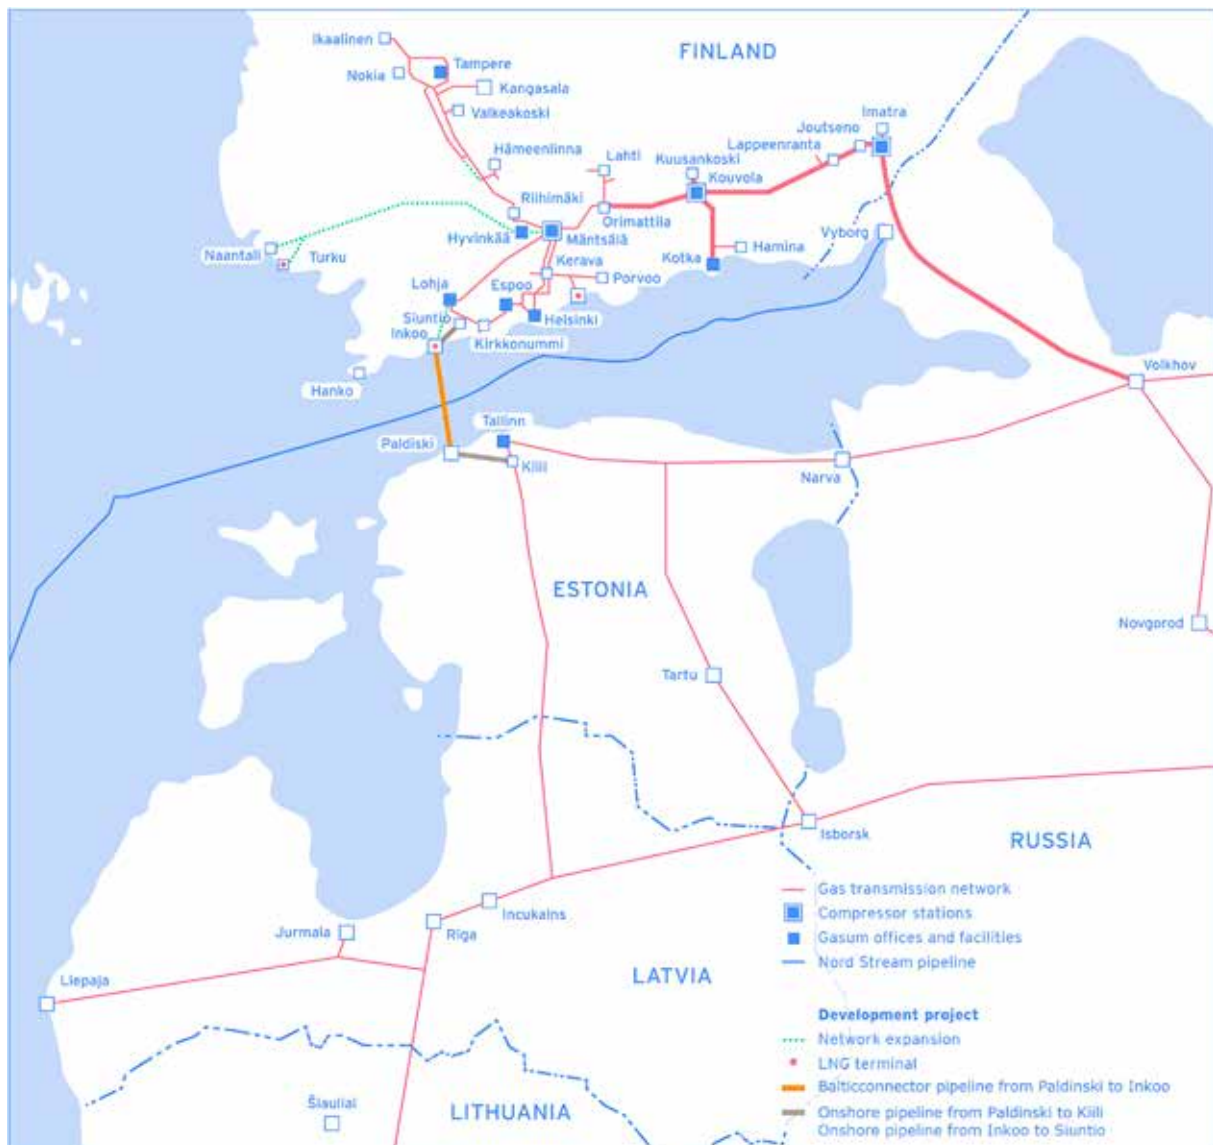 Ikaalinen
FINLAND
Nokia
Tampere
Kangasala
Valkeakoski
Imatra
Joutseno
Lappeenranta
Hämeenlinna
Lahti
Kuusankoski
Kouvola
Riihimäki
Orimattila
Hyvinkää
Mäntsälä
Vyborg
Naantali
Turku
Kotka
Hamina
Kerava
Porvoo
Lohja
Espoo
Siuntio
Inkoo
Helsinki
Kirkkonummi
Hanko
Volkhov
Tallinn
Paldiski
Kiili
Narva
ESTONIA
Novgorod
Tartu
Isborsk
RUSSIA
Incukalns
Jurmala
Riga
Liepaja
LATVIA
Šiauliai
LITHUANIA
Gas transmission network
Compressor stations
Gasum offices and facilities
Nord Stream pipeline
Development project
Network expansion
LNG terminal
Balticconnector pipeline from Paldinski to Inkoo
Onshore pipeline from Paldinski to Kiili
Onshore pipeline from Inkoo to Siuntio